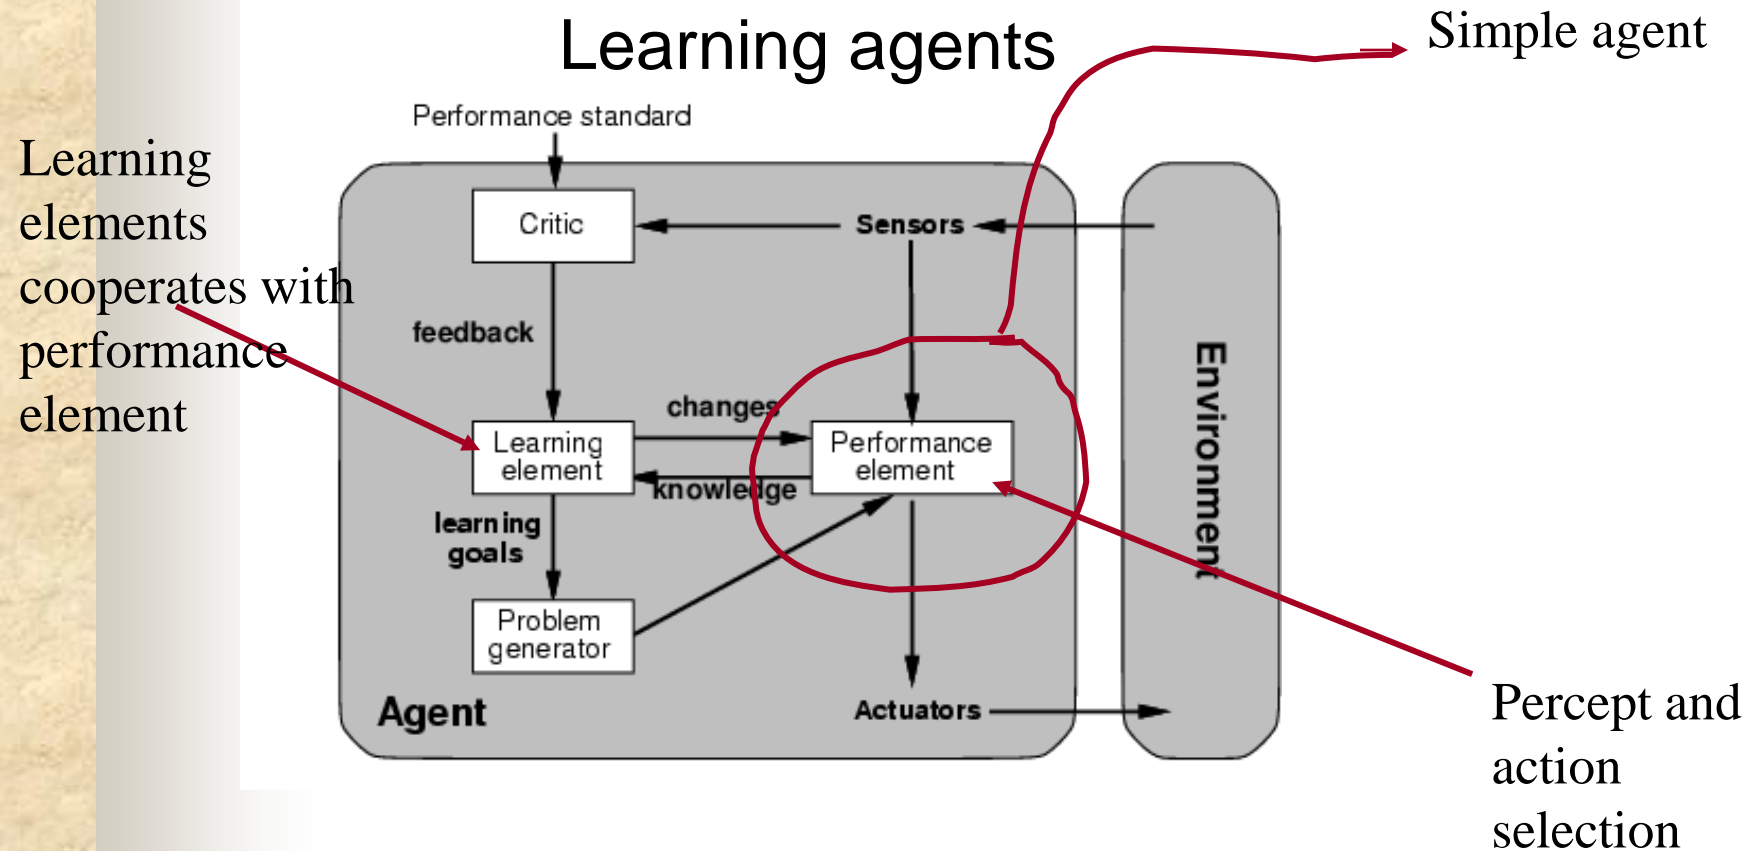 Learning agents
Simple agent
Performance standard
Learning
elements
cooperates with
performance
element
Critic
Sensors
feedback
changes
Learning
element
Performance
element
knowledge
learning
goals
Problem
generator
Agent
Actuators
Environment
Percept and
action
selection